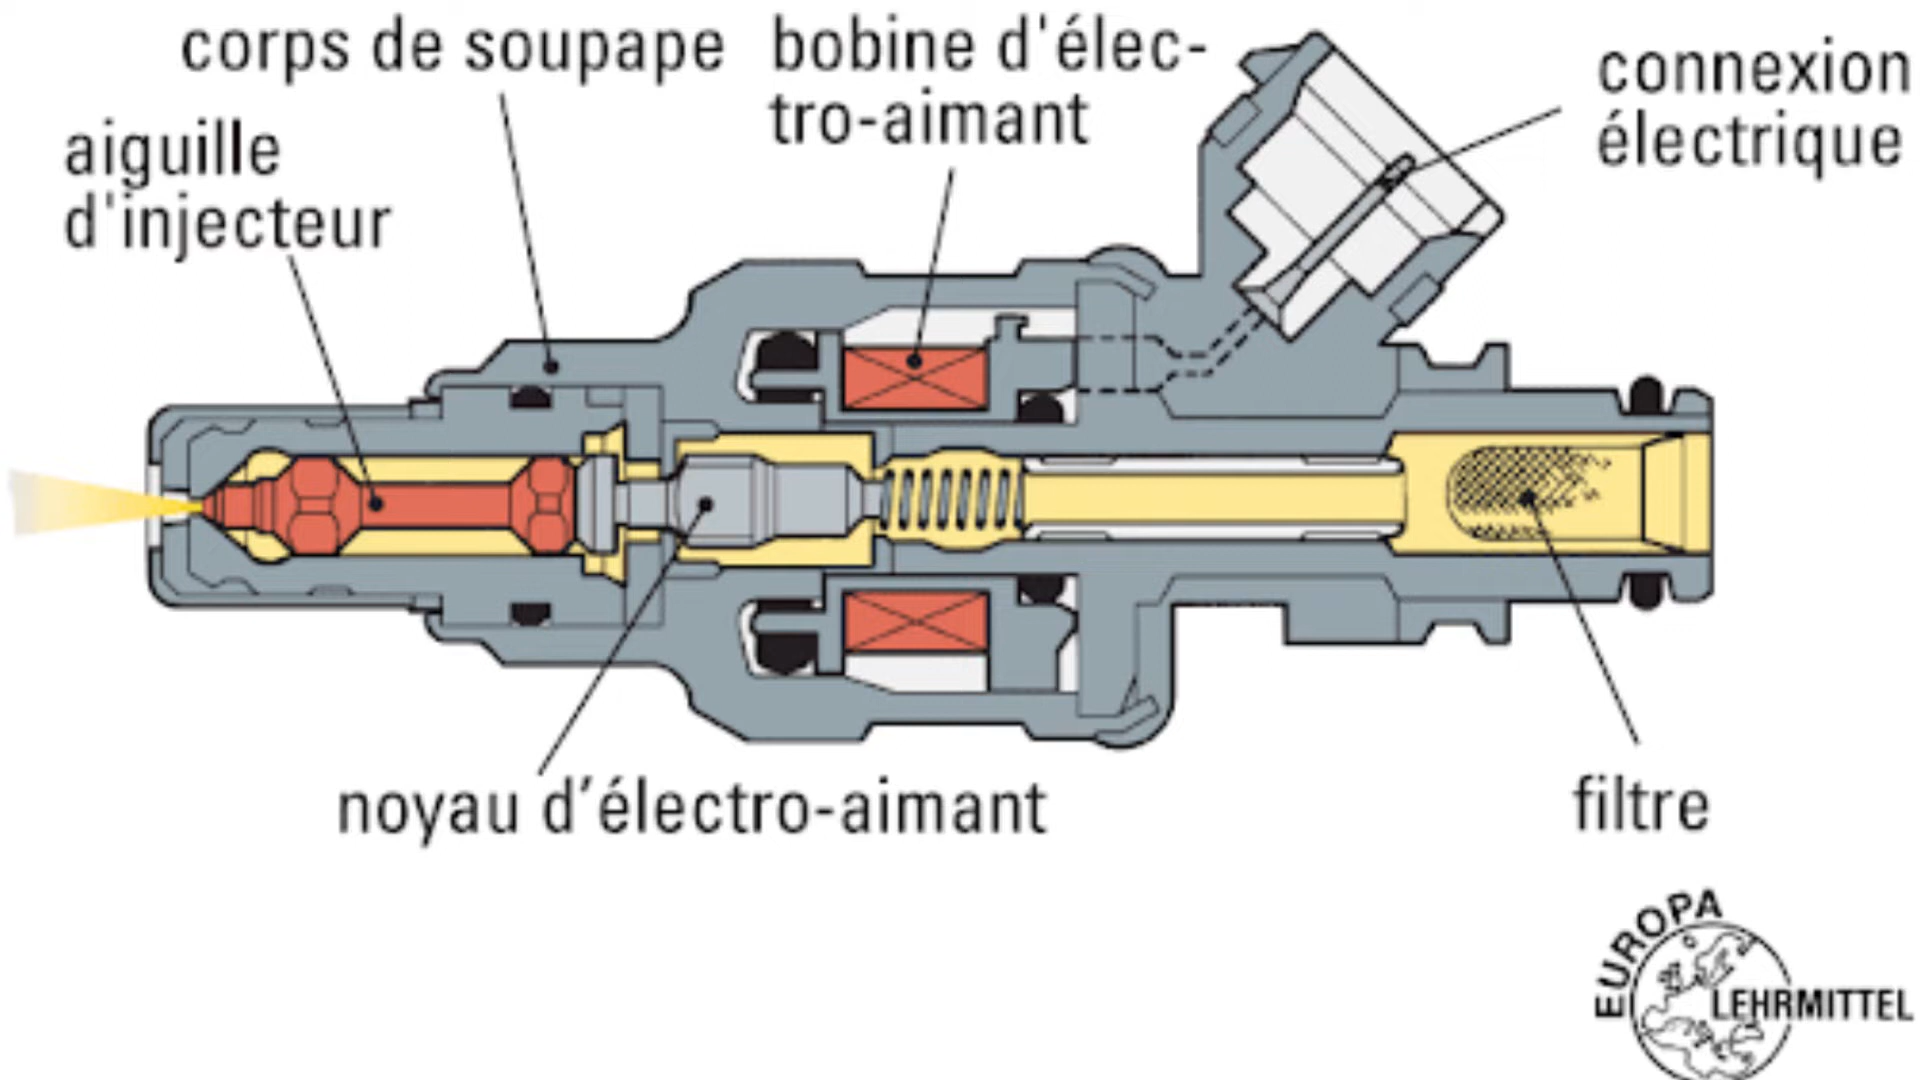 corps de soupape
bobine d'élec-
tro-aimant
connexion
électrique
aiguille
d'injecteur
noyau d’électro-aimant
filtre
EUROPA
LEHRMITTEL